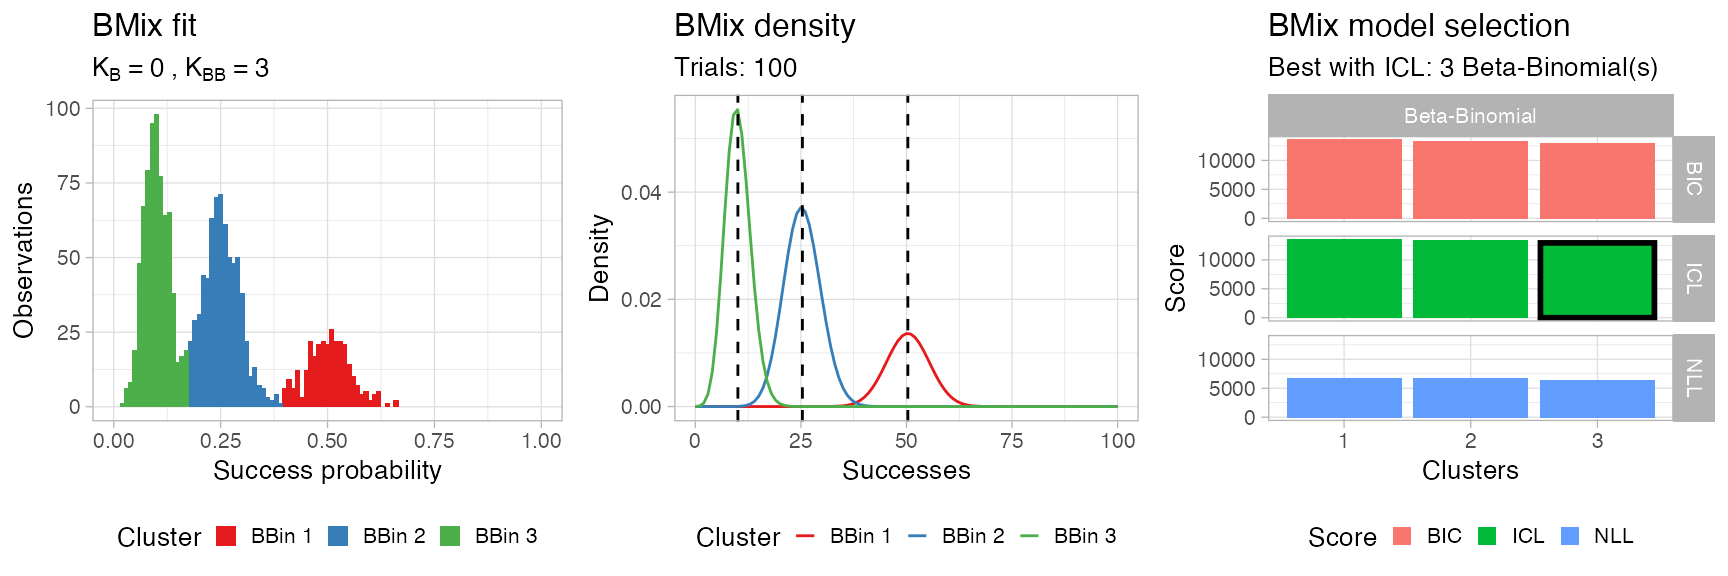 BMix fit
K_B = 0 , K_BB = 3
100
75
50
25
0
Observations
0.00 0.25 0.50 0.75 1.00
Success probability
Cluster BBin 1 BBin 2 BBin 3
BMix density
Trials: 100
0.04
0.02
0.00
Density
0 25 50 75 100
Successes
Cluster BBin 1 BBin 2 BBin 3
BMix model selection
Best with ICL: 3 Beta-Binomial(s)
Beta-Binomial
10000
5000
0
BIC
10000
5000
0
ICL
10000
5000
0
NLL
Score
1 2 3
Clusters
Score BIC ICL NLL